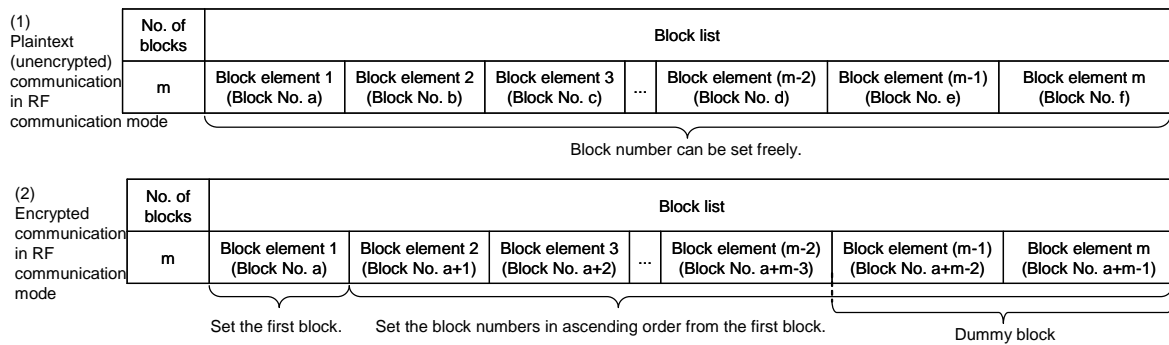 (1)
Plaintext
(unencrypted)
communication
in RF
communication mode
No. of
blocks
Block list
m
Block element 1
(Block No. a)
Block element 2
(Block No. b)
Block element 3
(Block No. c)
...
Block element (m-2)
(Block No. d)
Block element (m-1)
(Block No. e)
Block element m
(Block No. f)
Block number can be set freely.
(2)
Encrypted
communication
in RF
communication
mode
No. of
blocks
Block list
m
Block element 1
(Block No. a)
Block element 2
(Block No. a+1)
Block element 3
(Block No. a+2)
...
Block element (m-2)
(Block No. a+m-3)
Block element (m-1)
(Block No. a+m-2)
Block element m
(Block No. a+m-1)
Set the first block.
Set the block numbers in ascending order from the first block.
Dummy block